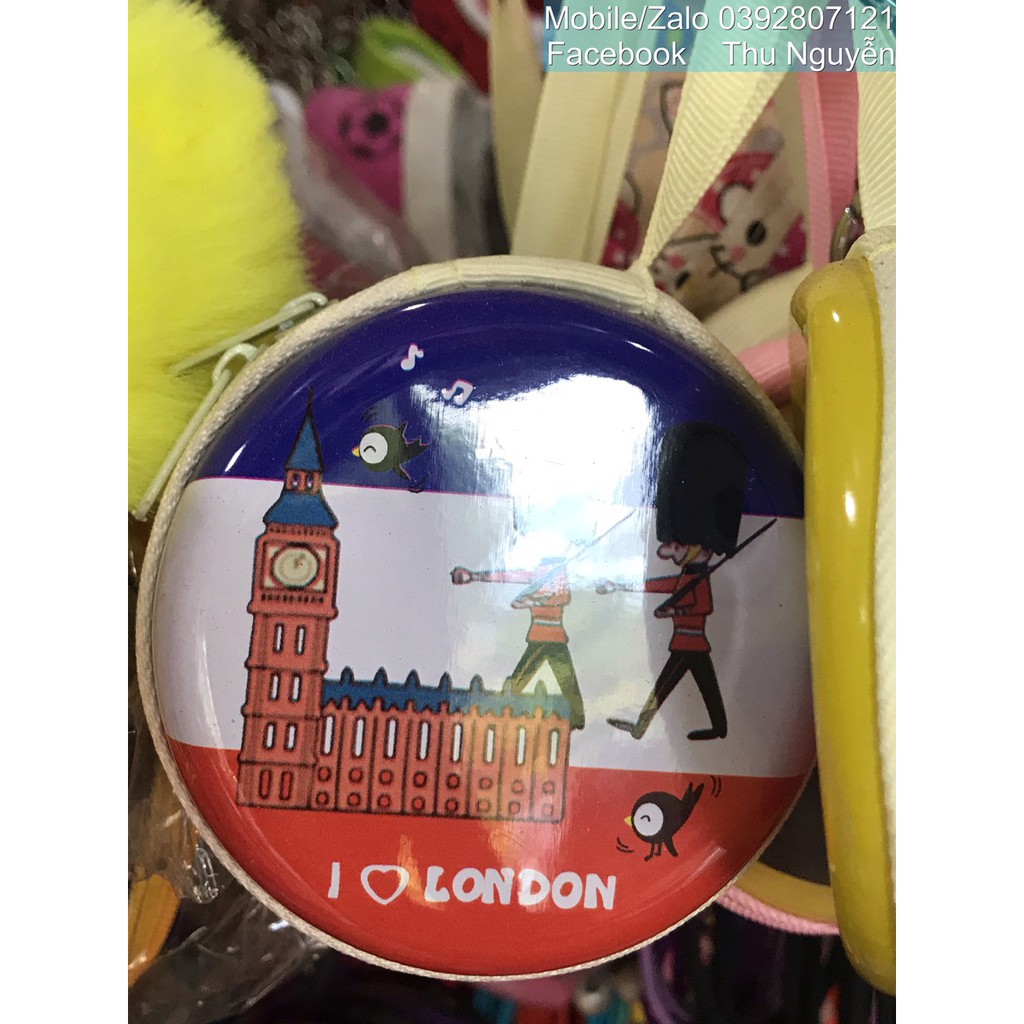 Mobile/Zalo 0392807121
Facebook Thu Nguyễn
I ♡ LONDON